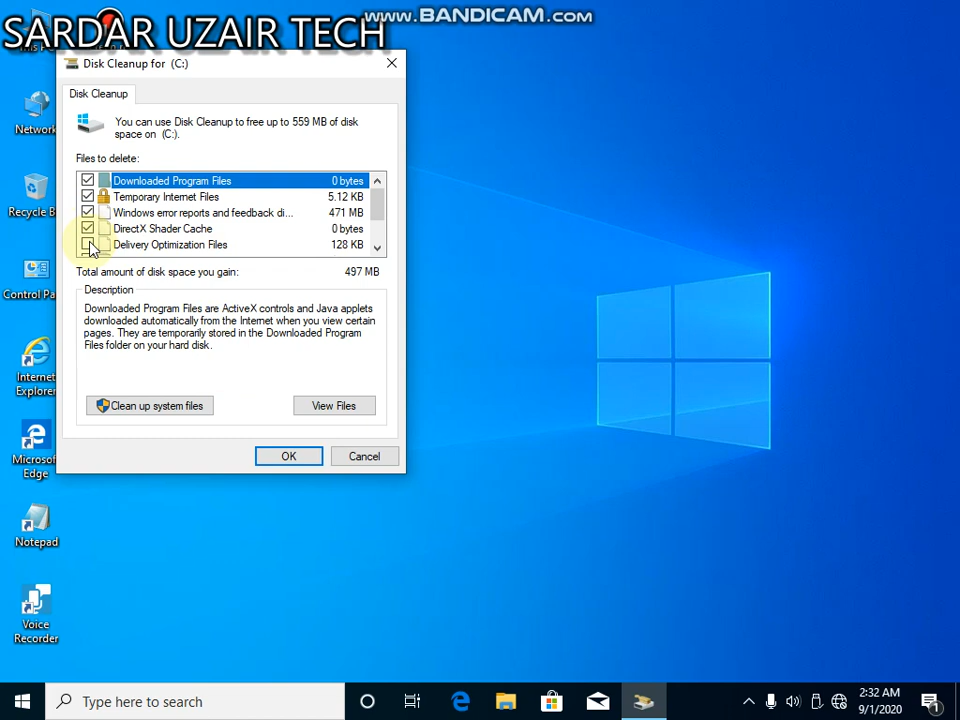 www.BANDICAM.com
SARDAR UZAIR TECH
Disk Cleanup for (C:)
Disk Cleanup
You can use Disk Cleanup to free up to 559 MB of disk
space on (C:).
Files to delete:
Downloaded Program Files 0 bytes
Temporary Internet Files 5.12 KB
Windows error reports and feedback di... 471 MB
DirectX Shader Cache 0 bytes
Delivery Optimization Files 128 KB
Total amount of disk space you gain: 497 MB
Description
Downloaded Program Files are ActiveX controls and Java applets
downloaded automatically from the Internet when you view certain
pages. They are temporarily stored in the Downloaded Program
Files folder on your hard disk.
Clean up system files
View Files
OK
Cancel
Network
Recycle B
Control Pa
Internet
Explorer
Microsof
Edge
Notepad
Voice
Recorder
Type here to search
2:32 AM
9/1/2020
1